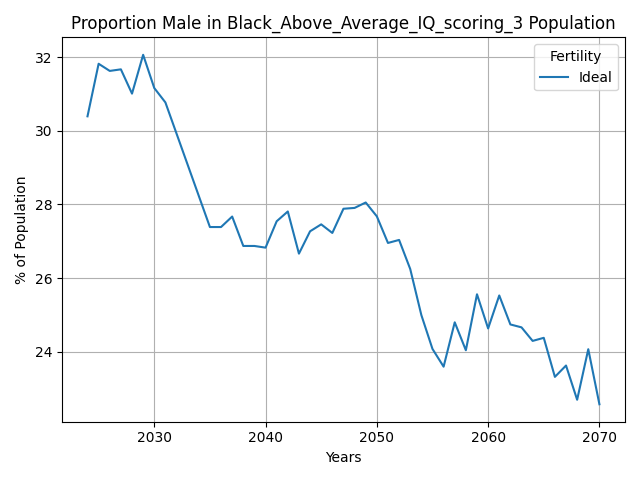 Proportion Male in Black_Above_Average_IQ_scoring_3 Population
Fertility
Ideal
% of Population
32
30
28
26
24
2030
2040
2050
2060
2070
Years